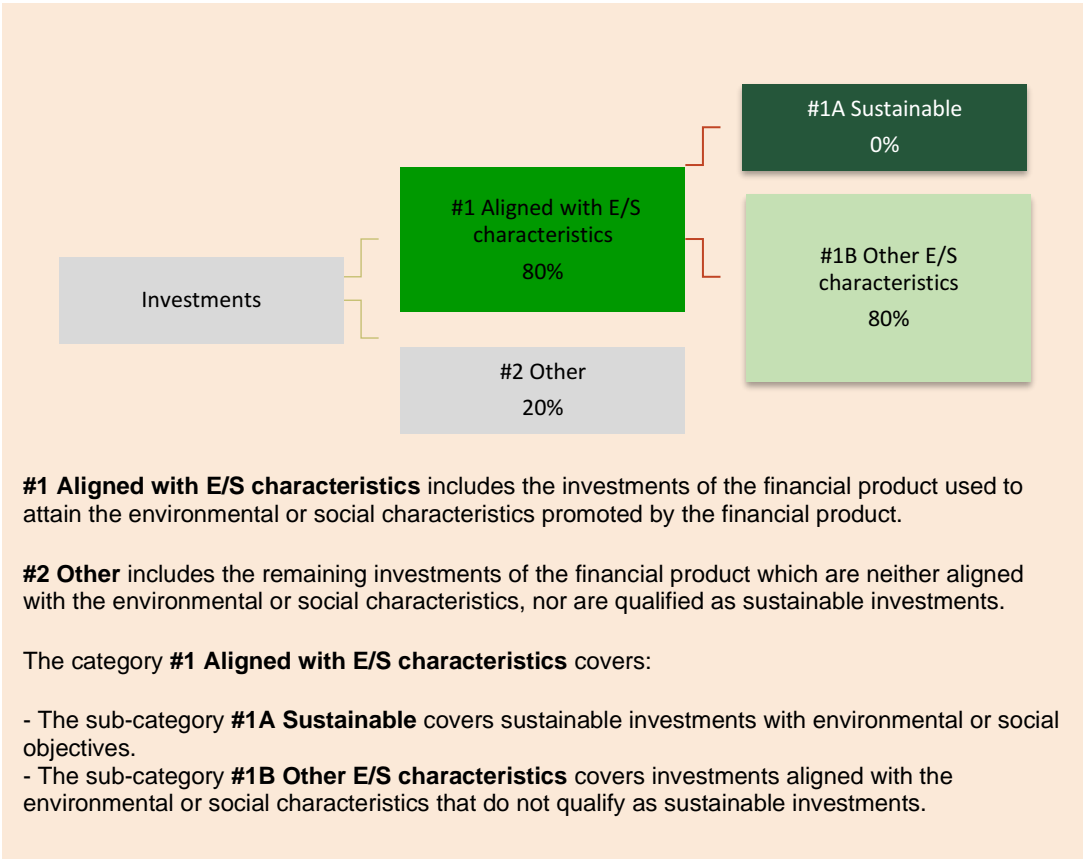 #1A Sustainable
0%
#1 Aligned with E/S
characteristics
80%
#1B Other E/S
characteristics
80%
Investments
#2 Other
20%
#1 Aligned with E/S characteristics includes the investments of the financial product used to
attain the environmental or social characteristics promoted by the financial product.
#2 Other includes the remaining investments of the financial product which are neither aligned
with the environmental or social characteristics, nor are qualified as sustainable investments.
The category #1 Aligned with E/S characteristics covers:
- The sub-category #1A Sustainable covers sustainable investments with environmental or social
objectives.
- The sub-category #1B Other E/S characteristics covers investments aligned with the
environmental or social characteristics that do not qualify as sustainable investments.